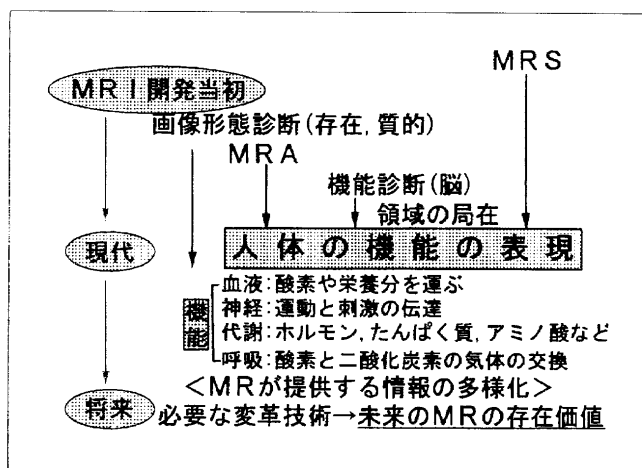 MRS
MRI開発当初
画像形態診断(存在,質的)
MRA
機能診断(脳)
領域の局在
現代
人体の機能の表現
機能
血液:酸素や栄養分を運ぶ
神経:運動と刺激の伝達
代謝:ホルモン,たんぱく質,アミノ酸など
呼吸:酸素と二酸化炭素の気体の交換
<MRが提供する情報の多様化>
将来
必要な変革技術→未来のMRの存在価値